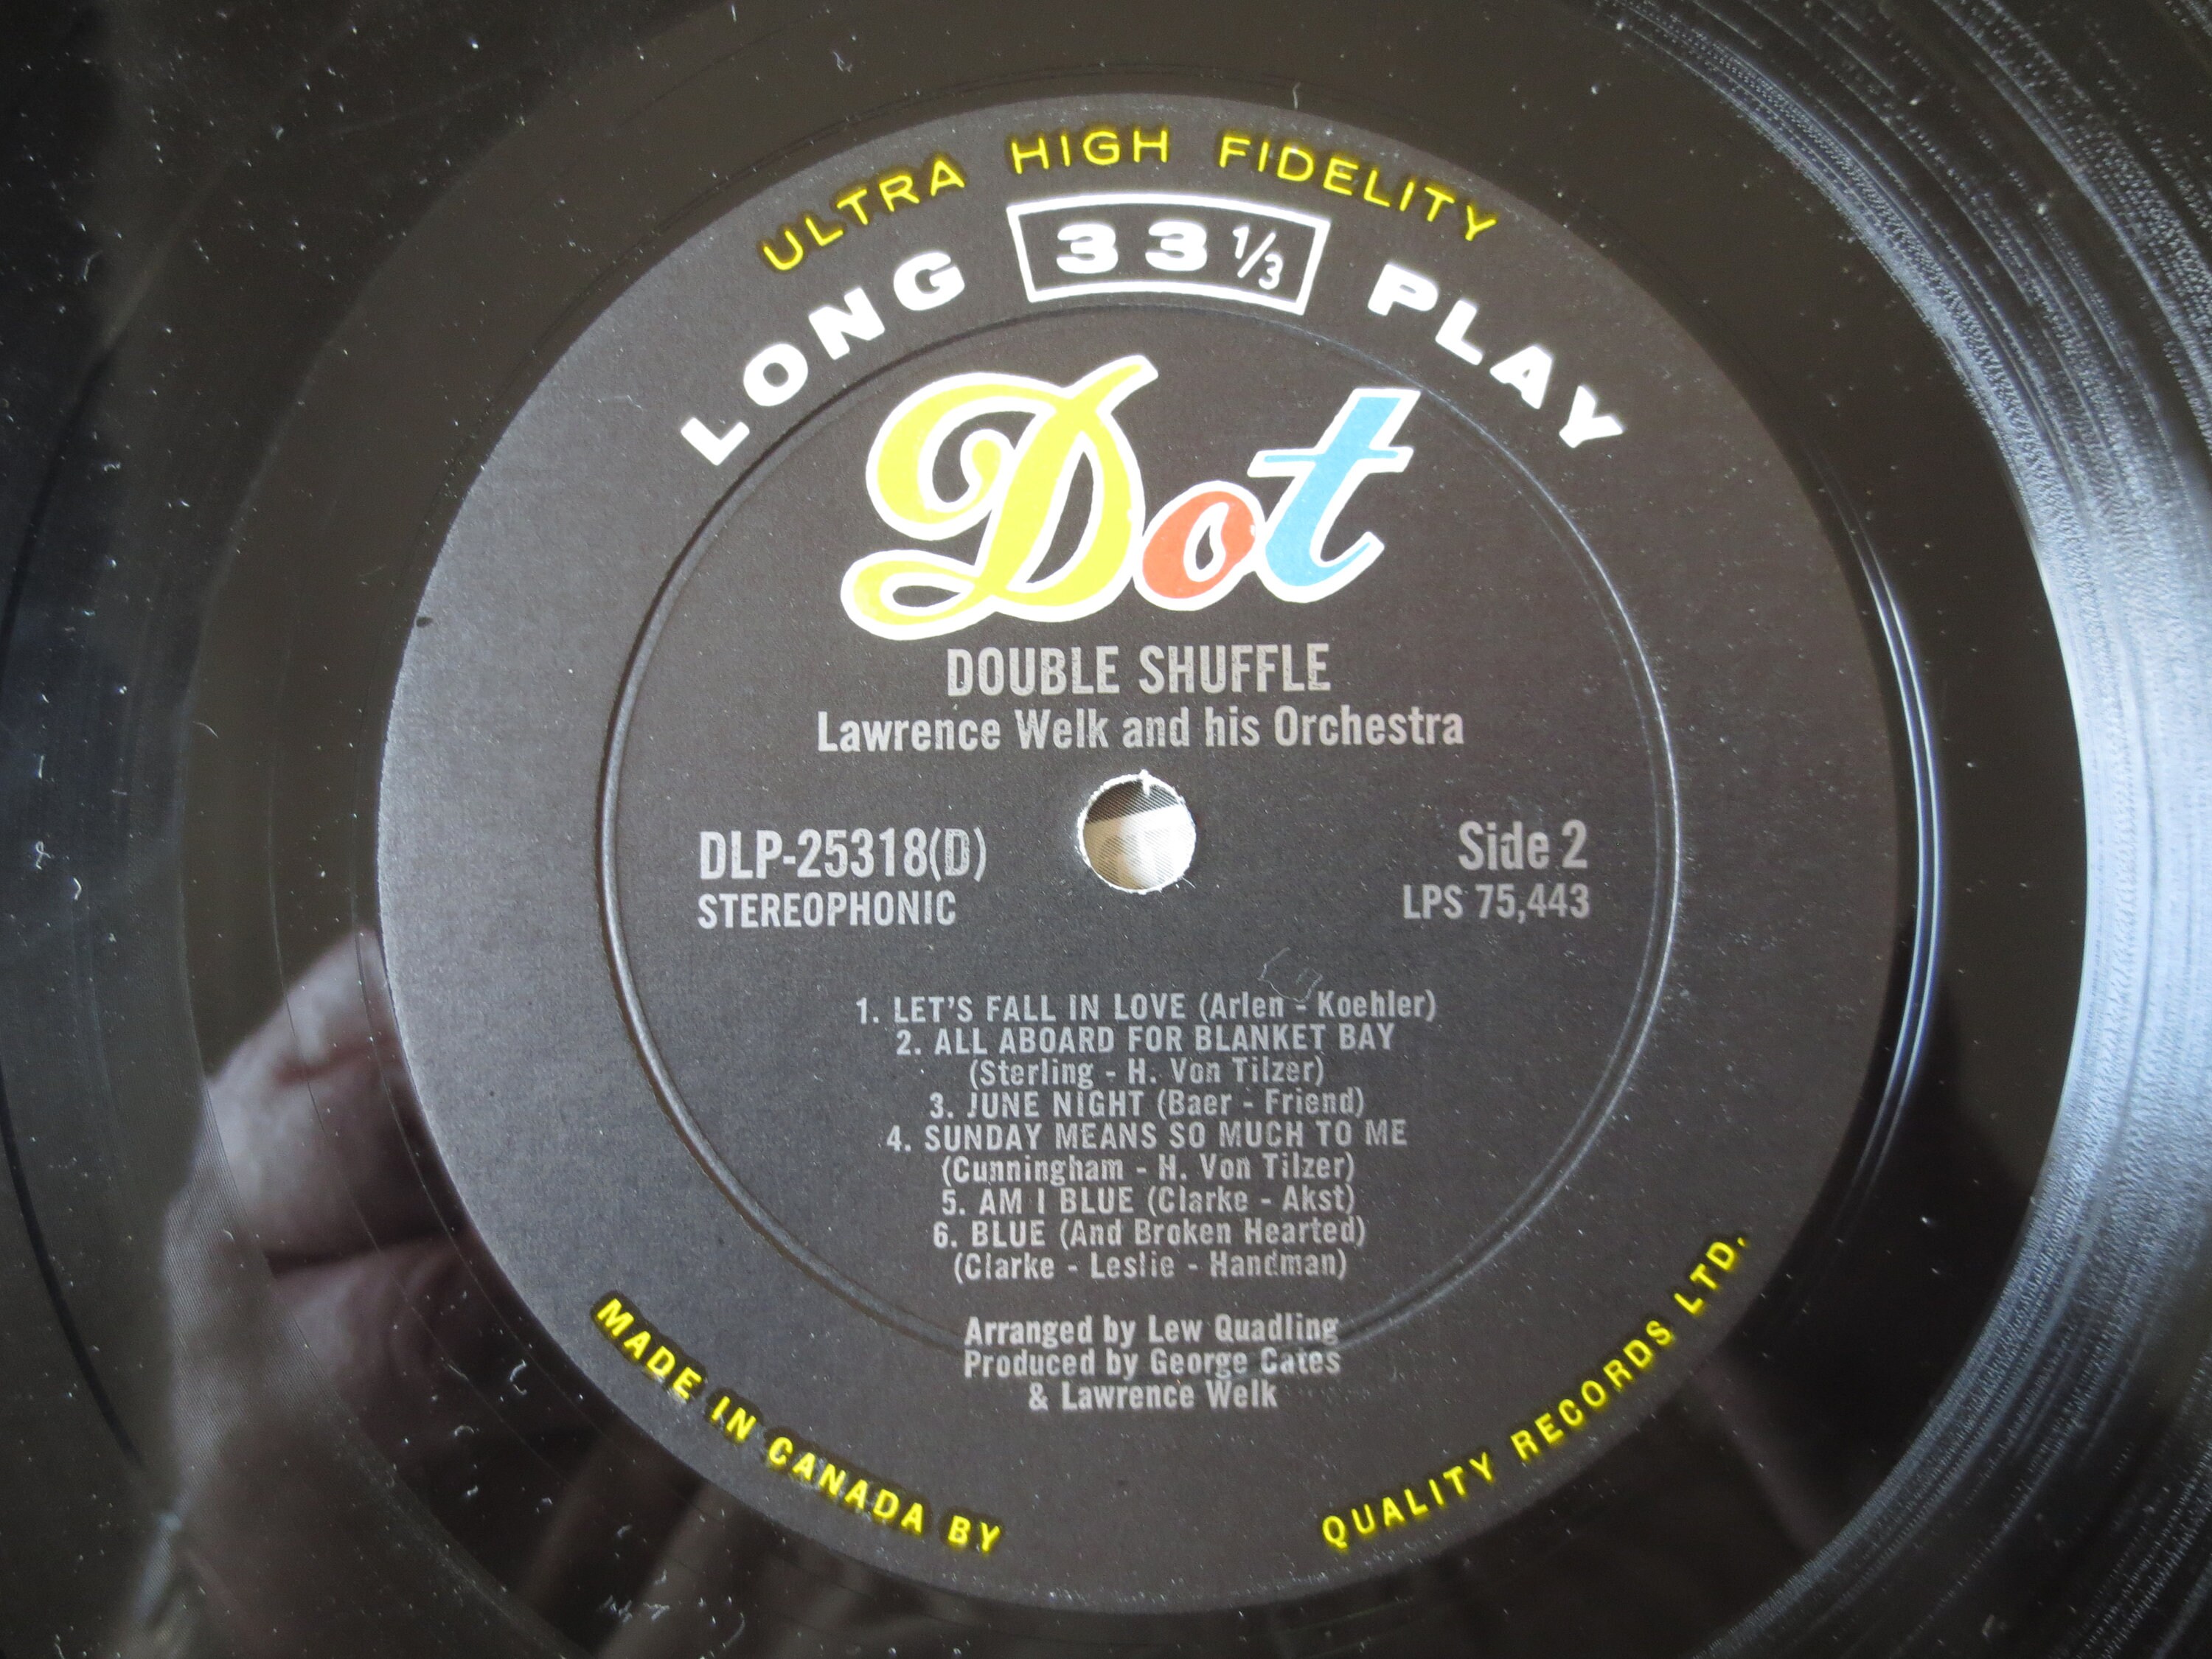 ULTRA HIGH FIDELITY
LONG 33 1/3 PLAY
Dot
DOUBLE SHUFFLE
Lawrence Welk and his Orchestra
DLP-25318(D)
STEREOPHONIC
Side 2
LPS 75,443
1. LET'S FALL IN LOVE (Arlen - Koehler)
2. ALL ABOARD FOR BLANKET BAY
(Sterling - H. Von Tilzer)
3. JUNE NIGHT (Baer - Friend)
4. SUNDAY MEANS SO MUCH TO ME
(Cunningham - H. Von Tilzer)
5. AM I BLUE (Clarke - Akst)
6. BLUE (And Broken Hearted)
(Clarke - Leslie - Handman)
Arranged by Lew Quadling
Produced by George Cates
& Lawrence Welk
MADE IN CANADA BY
QUALITY RECORDS LTD.